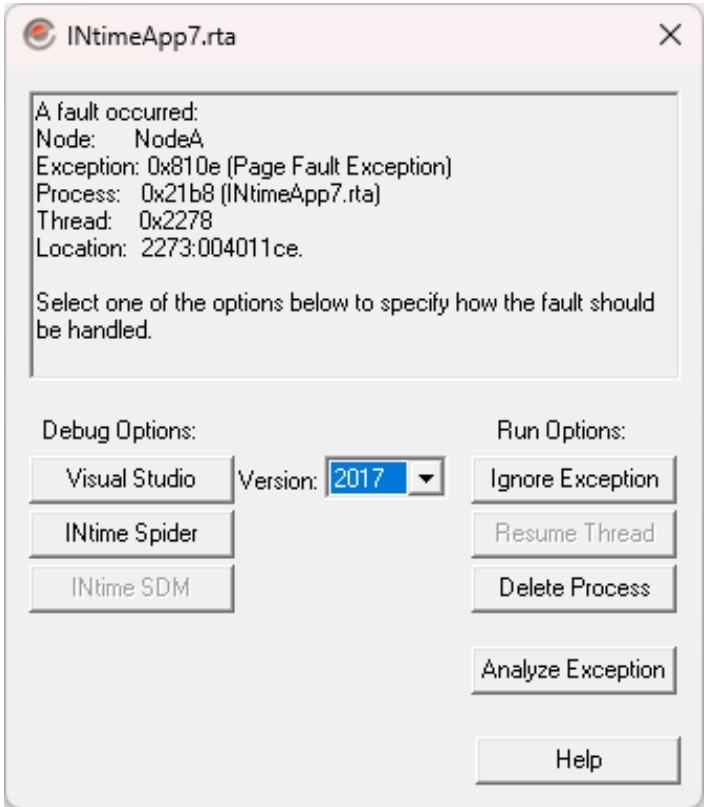 INtimeApp7.rta
A fault occurred:
Node: NodeA
Exception: 0x810e (Page Fault Exception)
Process: 0x21b8 (INtimeApp7.rta)
Thread: 0x2278
Location: 2273:004011ce.
Select one of the options below to specify how the fault should
be handled.
Debug Options:
Run Options:
Visual Studio
Version: 2017
Ignore Exception
INtime Spider
Resume Thread
INtime SDM
Delete Process
Analyze Exception
Help